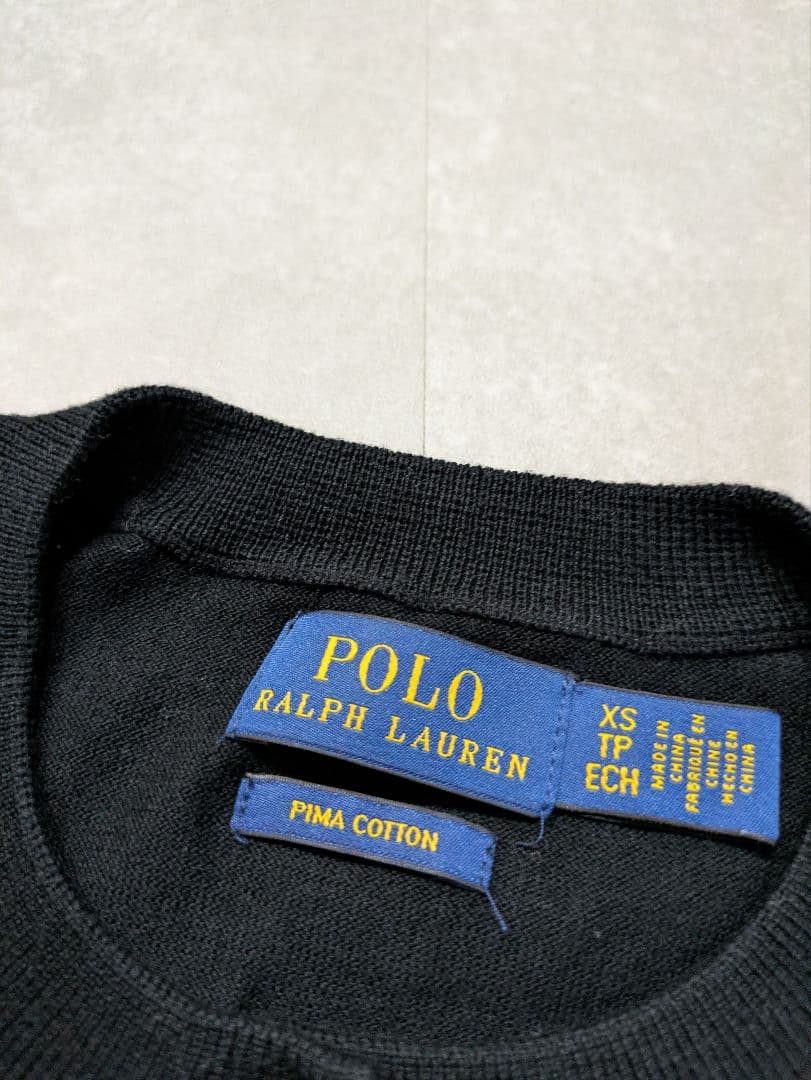 POLO
RALPH LAUREN
XS
TP
ECH
MADE IN
CHINA
FABRIQUÉ EN
CHINE
HECHO EN
CHINA
PIMA COTTON